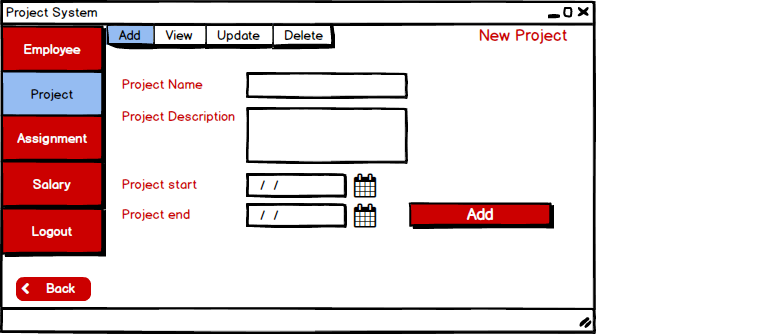 Project System
Add View Update Delete
New Project
Employee
Project
Assignment
Salary
Logout
Back
Project Name
Project Description
Project start / /
Project end / /
Add